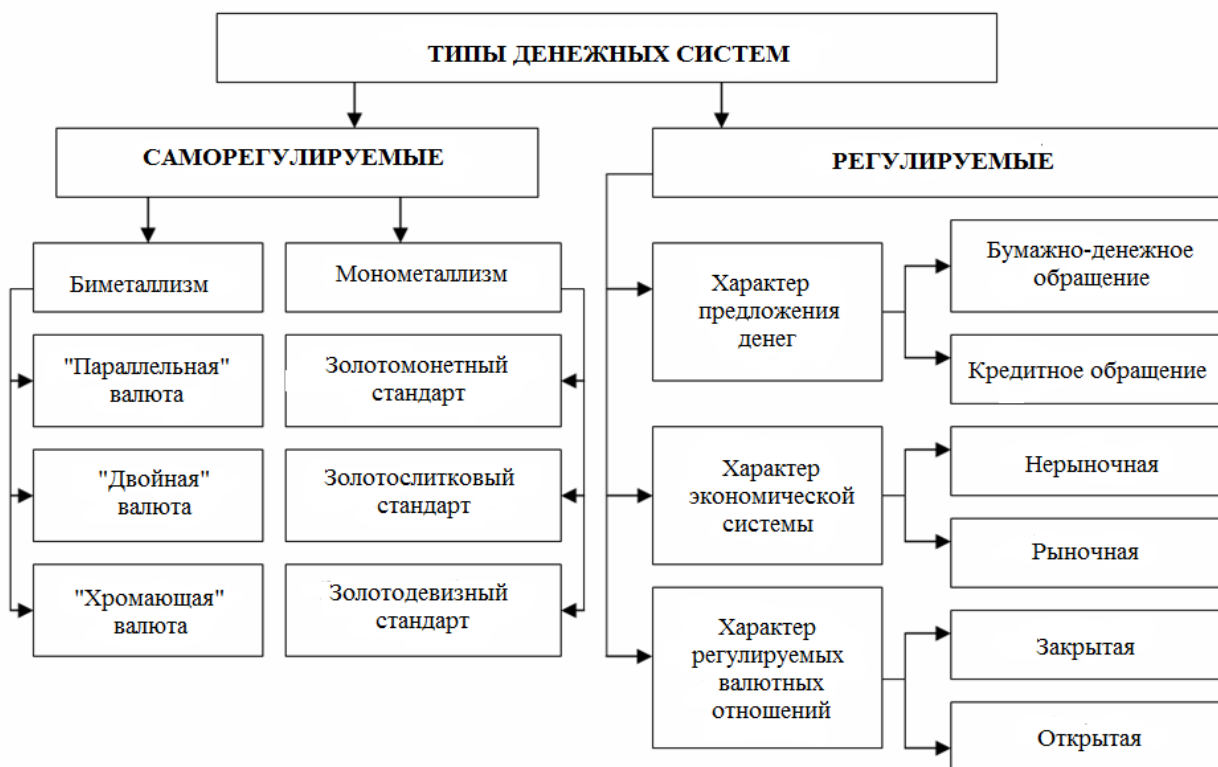 ТИПЫ ДЕНЕЖНЫХ СИСТЕМ
САМОРЕГУЛИРУЕМЫЕ
РЕГУЛИРУЕМЫЕ
Биметаллизм
Монометаллизм
"Параллельная"
валюта
Золотомонетный
стандарт
"Двойная"
валюта
Золотослитковый
стандарт
"Хромающая"
валюта
Золотодевизный
стандарт
Характер
предложения
денег
Бумажно-денежное
обращение
Кредитное обращение
Характер
экономической
системы
Нерыночная
Рыночная
Характер
регулируемых
валютных
отношений
Закрытая
Открытая